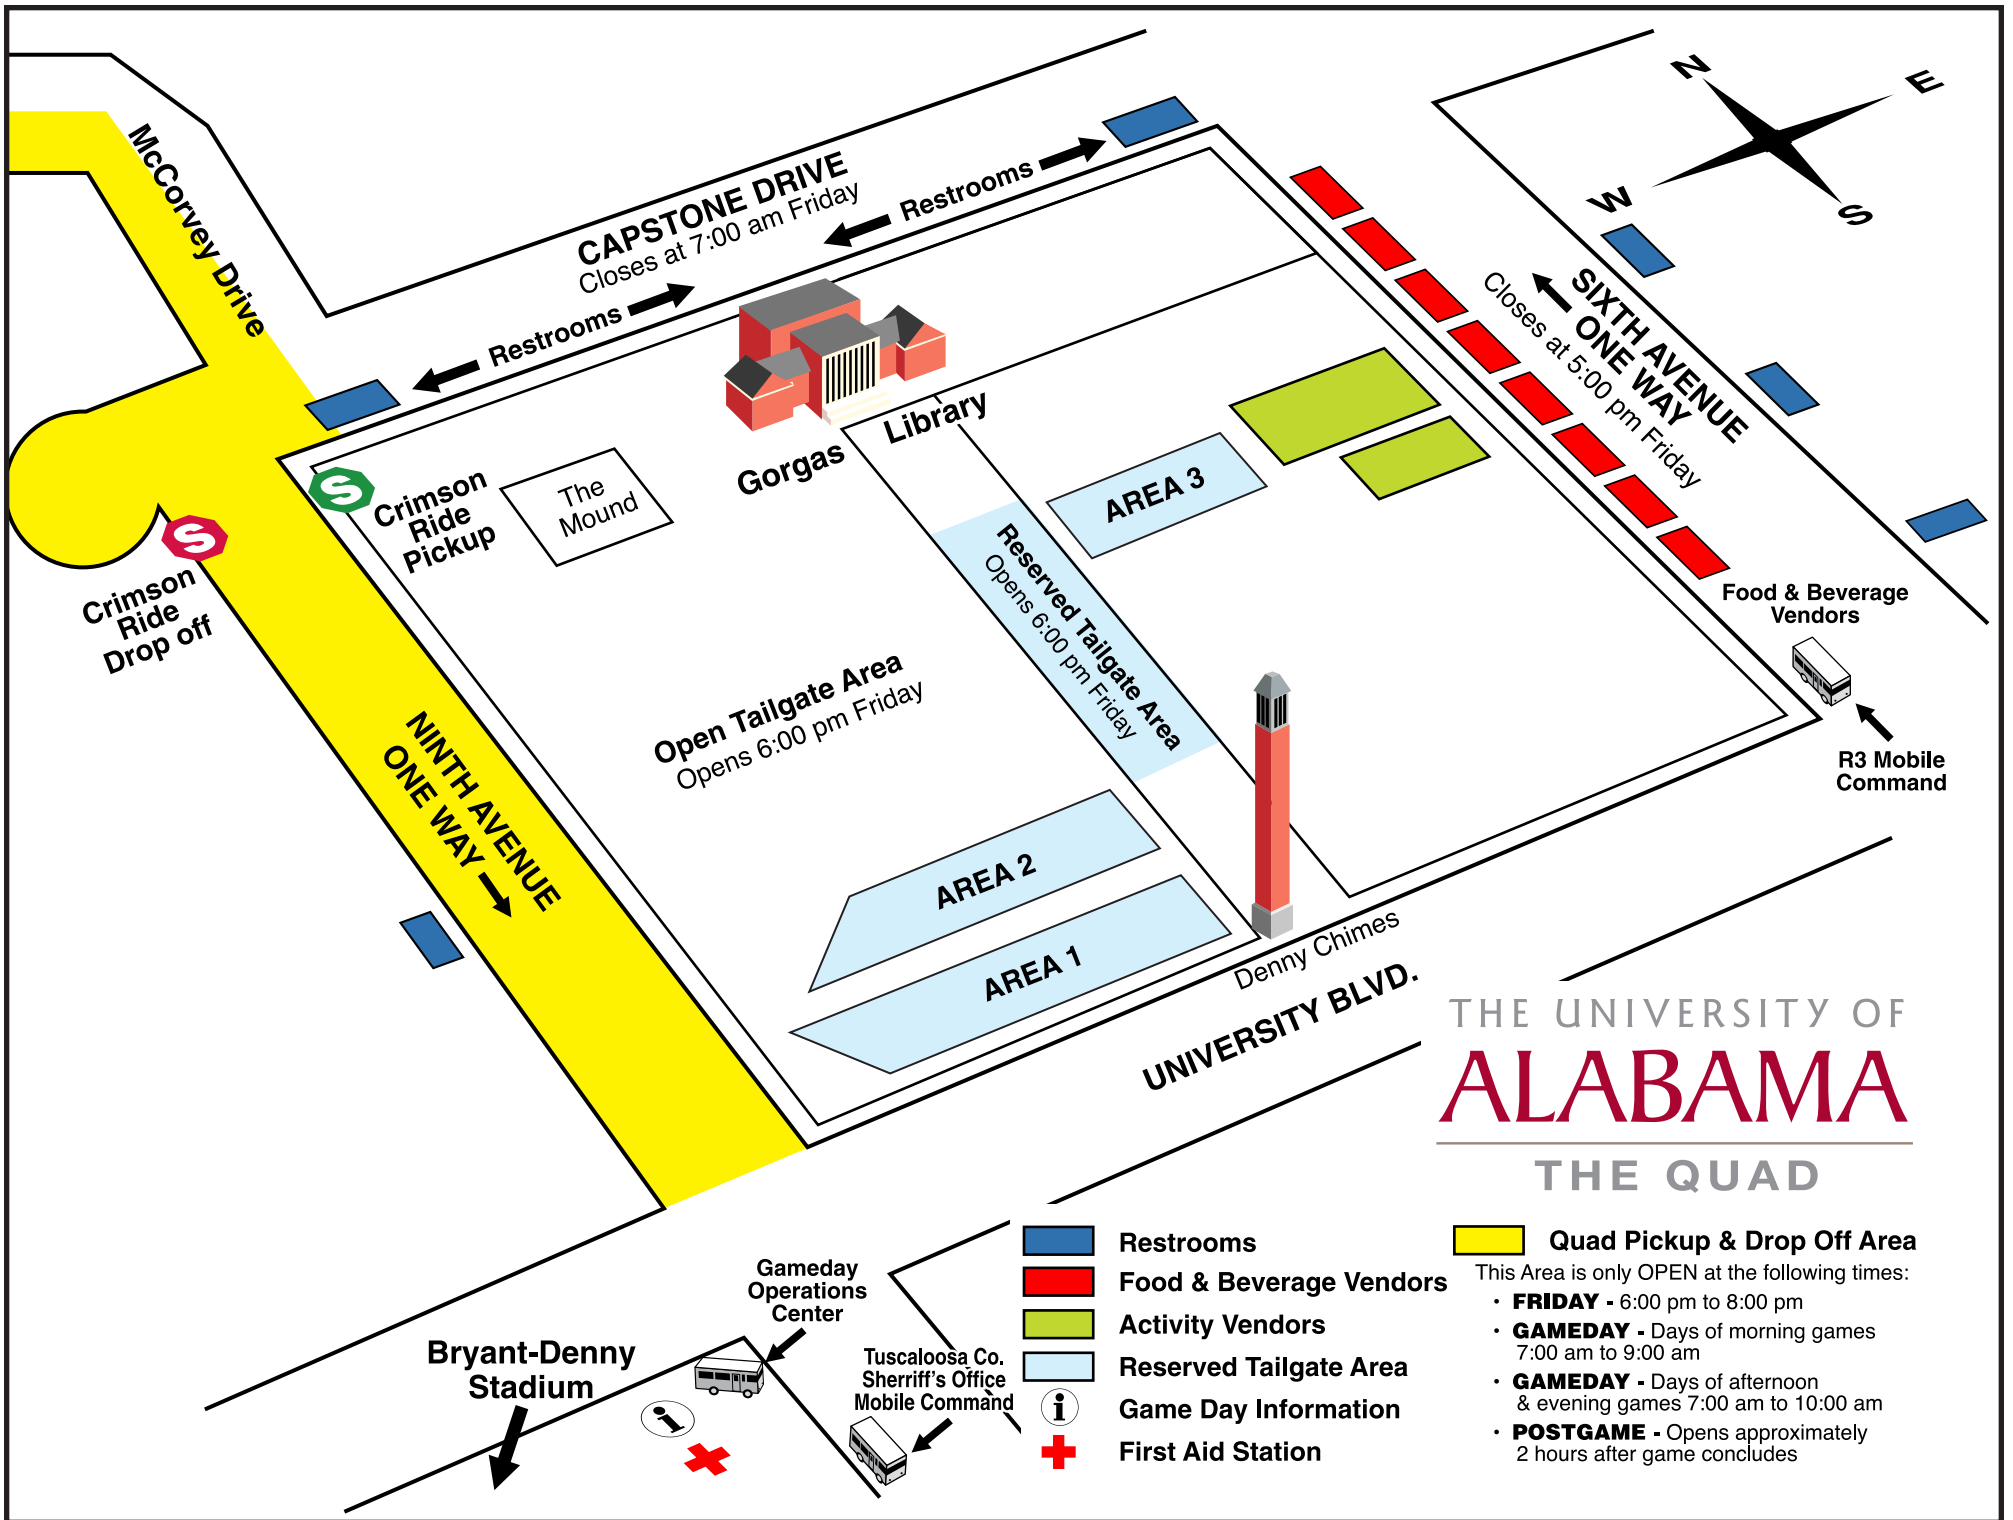 N
E
W
S
McCorvey Drive
CAPSTONE DRIVE
Closes at 7:00 am Friday
Restrooms
Restrooms
SIXTH AVENUE
ONE WAY
Closes at 5:00 pm Friday
Gorgas Library
S
Crimson
Ride
Pickup
The
Mound
S
Crimson
Ride
Drop off
AREA 3
Reserved Tailgate Area
Opens 6:00 pm Friday
Food & Beverage
Vendors
R3 Mobile
Command
Open Tailgate Area
Opens 6:00 pm Friday
NINTH AVENUE
ONE WAY
AREA 2
AREA 1
Denny Chimes
UNIVERSITY BLVD.
THE UNIVERSITY OF
ALABAMA
THE QUAD
Gameday
Operations
Center
Bryant-Denny
Stadium
Tuscaloosa Co.
Sherriff's Office
Mobile Command
i
Restrooms
Food & Beverage Vendors
Activity Vendors
Reserved Tailgate Area
i
Game Day Information
First Aid Station
Quad Pickup & Drop Off Area
This Area is only OPEN at the following times:
• FRIDAY - 6:00 pm to 8:00 pm
• GAMEDAY - Days of morning games
7:00 am to 9:00 am
• GAMEDAY - Days of afternoon
& evening games 7:00 am to 10:00 am
• POSTGAME - Opens approximately
2 hours after game concludes